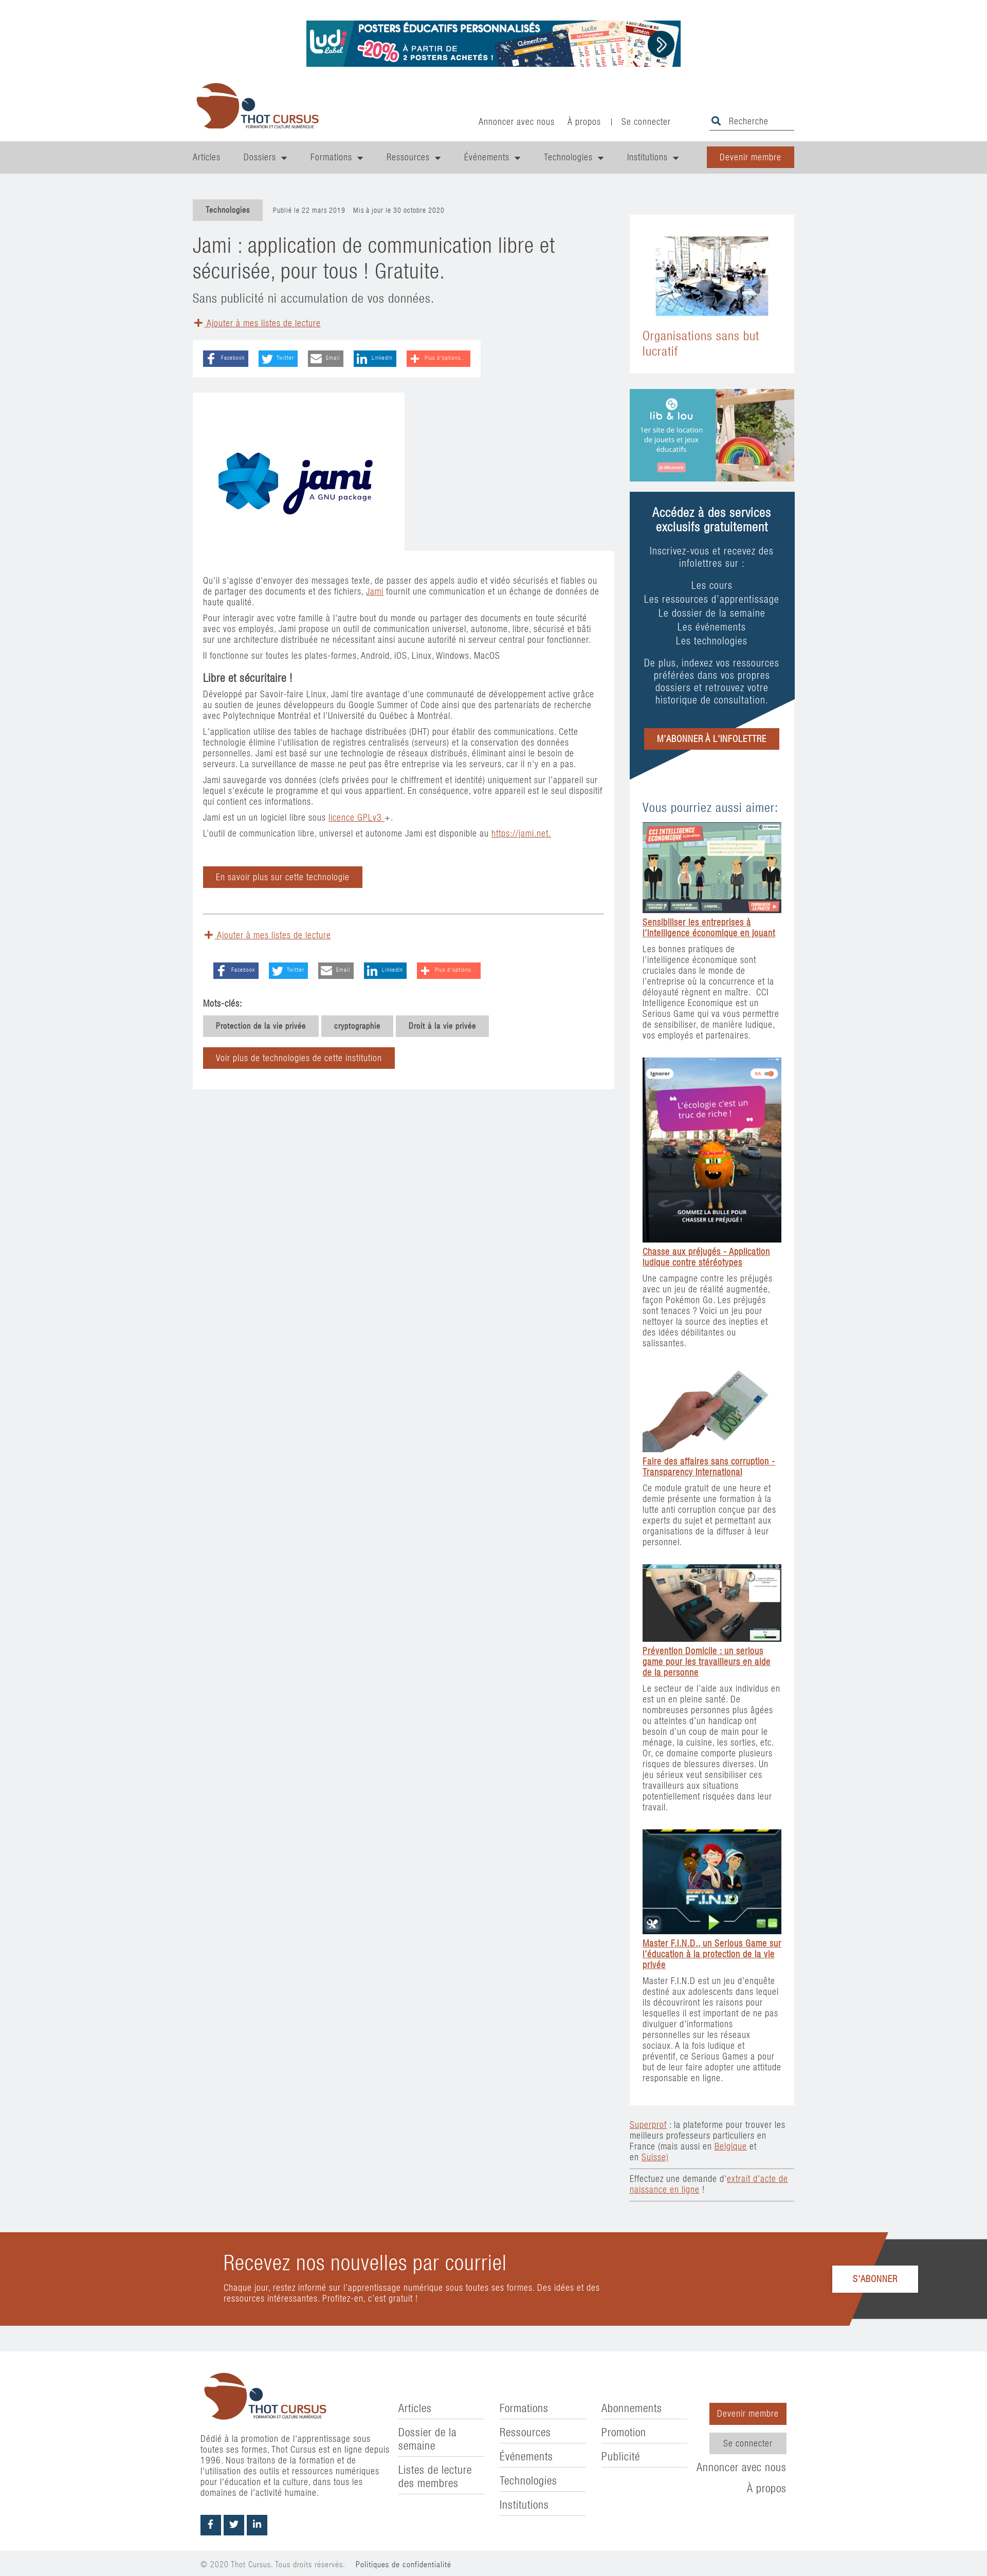 Ludi
Label
POSTERS ÉDUCATIFS PERSONNALISÉS
-20%
À PARTIR DE
2 POSTERS ACHETÉS !
THOT CURSUS
FORMATION ET CULTURE NUMÉRIQUE
Annoncer avec nous
À propos
|
Se connecter
Recherche
Articles
Dossiers
Formations
Ressources
Événements
Technologies
Institutions
Devenir membre
Technologies
Publié le 22 mars 2019
Mis à jour le 30 octobre 2020
Jami : application de communication libre et
sécurisée, pour tous ! Gratuite.
Sans publicité ni accumulation de vos données.
Ajouter à mes listes de lecture
Facebook
Twitter
Email
LinkedIn
Plus d'options...
jami
A GNU package
Qu'il s'agisse d'envoyer des messages texte, de passer des appels audio et vidéo sécurisés et fiables ou
de partager des documents et des fichiers, Jami fournit une communication et un échange de données de
haute qualité.
Pour interagir avec votre famille à l'autre bout du monde ou partager des documents en toute sécurité
avec vos employés, Jami propose un outil de communication universel, autonome, libre, sécurisé et bâti
sur une architecture distribuée ne nécessitant ainsi aucune autorité ni serveur central pour fonctionner.
Il fonctionne sur toutes les plates-formes, Android, iOS, Linux, Windows, MacOS
Libre et sécuritaire !
Développé par Savoir-faire Linux, Jami tire avantage d'une communauté de développement active grâce
au soutien de jeunes développeurs du Google Summer of Code ainsi que des partenariats de recherche
avec Polytechnique Montréal et l'Université du Québec à Montréal.
L'application utilise des tables de hachage distribuées (DHT) pour établir des communications. Cette
technologie élimine l'utilisation de registres centralisés (serveurs) et la conservation des données
personnelles. Jami est basé sur une technologie de réseaux distribués, éliminant ainsi le besoin de
serveurs. La surveillance de masse ne peut pas être entreprise via les serveurs, car il n'y en a pas.
Jami sauvegarde vos données (clefs privées pour le chiffrement et identité) uniquement sur l'appareil sur
lequel s'exécute le programme et qui vous appartient. En conséquence, votre appareil est le seul dispositif
qui contient ces informations.
Jami est un un logiciel libre sous licence GPLv3 +.
L'outil de communication libre, universel et autonome Jami est disponible au https://jami.net.
En savoir plus sur cette technologie
Ajouter à mes listes de lecture
Facebook
Twitter
Email
LinkedIn
Plus d'options...
Mots-clés:
Protection de la vie privée
cryptographie
Droit à la vie privée
Voir plus de technologies de cette institution
Organisations sans but
lucratif
lib & lou
1er site de location
de jouets et jeux
éducatifs
je découvre
Accédez à des services
exclusifs gratuitement
Inscrivez-vous et recevez des
infolettres sur :
Les cours
Les ressources d'apprentissage
Le dossier de la semaine
Les événements
Les technologies
De plus, indexez vos ressources
préférées dans vos propres
dossiers et retrouvez votre
historique de consultation.
M'ABONNER À L'INFOLETTRE
Vous pourriez aussi aimer:
CCI INTELLIGENCE
ECONOMIQUE
Sensibiliser les entreprises à
l'intelligence économique en jouant
Les bonnes pratiques de
l'intelligence économique sont
cruciales dans le monde de
l'entreprise où la concurrence et la
déloyauté règnent en maître.  CCI
Intelligence Economique est un
Serious Game qui va vous permettre
de sensibiliser, de manière ludique,
vos employés et partenaires.
Ignorer
RA
L'écologie c'est un
truc de riche !
GOMMEZ LA BULLE POUR
CHASSER LE PRÉJUGÉ !
Chasse aux préjugés - Application
ludique contre stéréotypes
Une campagne contre les préjugés
avec un jeu de réalité augmentée,
façon Pokémon Go. Les préjugés
sont tenaces ? Voici un jeu pour
nettoyer la source des inepties et
des idées débilitantes ou
salissantes.
100
Faire des affaires sans corruption -
Transparency International
Ce module gratuit de une heure et
demie présente une formation à la
lutte anti corruption conçue par des
experts du sujet et permettant aux
organisations de la diffuser à leur
personnel.
Prévention Domicile : un serious
game pour les travailleurs en aide
de la personne
Le secteur de l'aide aux individus en
est un en pleine santé. De
nombreuses personnes plus âgées
ou atteintes d'un handicap ont
besoin d'un coup de main pour le
ménage, la cuisine, les sorties, etc.
Or, ce domaine comporte plusieurs
risques de blessures diverses. Un
jeu sérieux veut sensibiliser ces
travailleurs aux situations
potentiellement risquées dans leur
travail.
MASTER
F.I.N.D
Master F.I.N.D., un Serious Game sur
l'éducation à la protection de la vie
privée
Master F.I.N.D est un jeu d'enquête
destiné aux adolescents dans lequel
ils découvriront les raisons pour
lesquelles il est important de ne pas
divulguer d'informations
personnelles sur les réseaux
sociaux. A la fois ludique et
préventif, ce Serious Games a pour
but de leur faire adopter une attitude
responsable en ligne.
Superprof : la plateforme pour trouver les
meilleurs professeurs particuliers en
France (mais aussi en Belgique et
en Suisse)
Effectuez une demande d'extrait d'acte de
naissance en ligne !
Recevez nos nouvelles par courriel
Chaque jour, restez informé sur l'apprentissage numérique sous toutes ses formes. Des idées et des
ressources intéressantes. Profitez-en, c'est gratuit !
S'ABONNER
THOT CURSUS
FORMATION ET CULTURE NUMÉRIQUE
Dédié à la promotion de l'apprentissage sous
toutes ses formes, Thot Cursus est en ligne depuis
1996. Nous traitons de la formation et de
l'utilisation des outils et ressources numériques
pour l'éducation et la culture, dans tous les
domaines de l'activité humaine.
Articles
Dossier de la
semaine
Listes de lecture
des membres
Formations
Ressources
Événements
Technologies
Institutions
Abonnements
Promotion
Publicité
Devenir membre
Se connecter
Annoncer avec nous
À propos
© 2020 Thot Cursus. Tous droits réservés.
Politiques de confidentialité